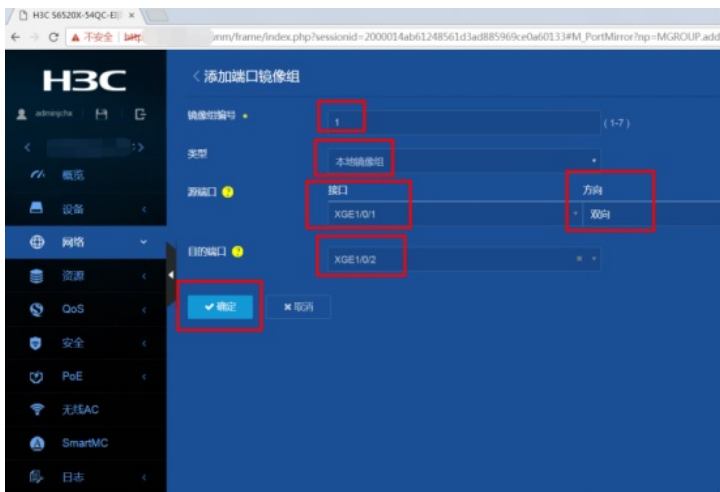 H3C S6520X-54QC-EI
不安全
/wnm/frame/index.php?sessionid=2000014ab61248561d3ad885969ce0a60133#M_PortMirror?np=MGROUP.add
H3C
添加端口镜像组
镜像组编号
1
(1-7)
类型
本地镜像组
源端口
接口
方向
XGE1/0/1
双向
目的端口
XGE1/0/2
确定
取消
概览
设备
网络
资源
QoS
安全
PoE
无线AC
SmartMC
日志